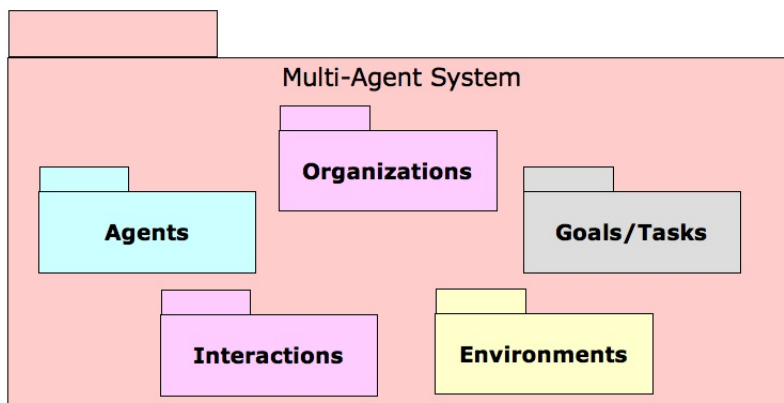 Multi-Agent System
Organizations
Agents
Goals/Tasks
Interactions
Environments